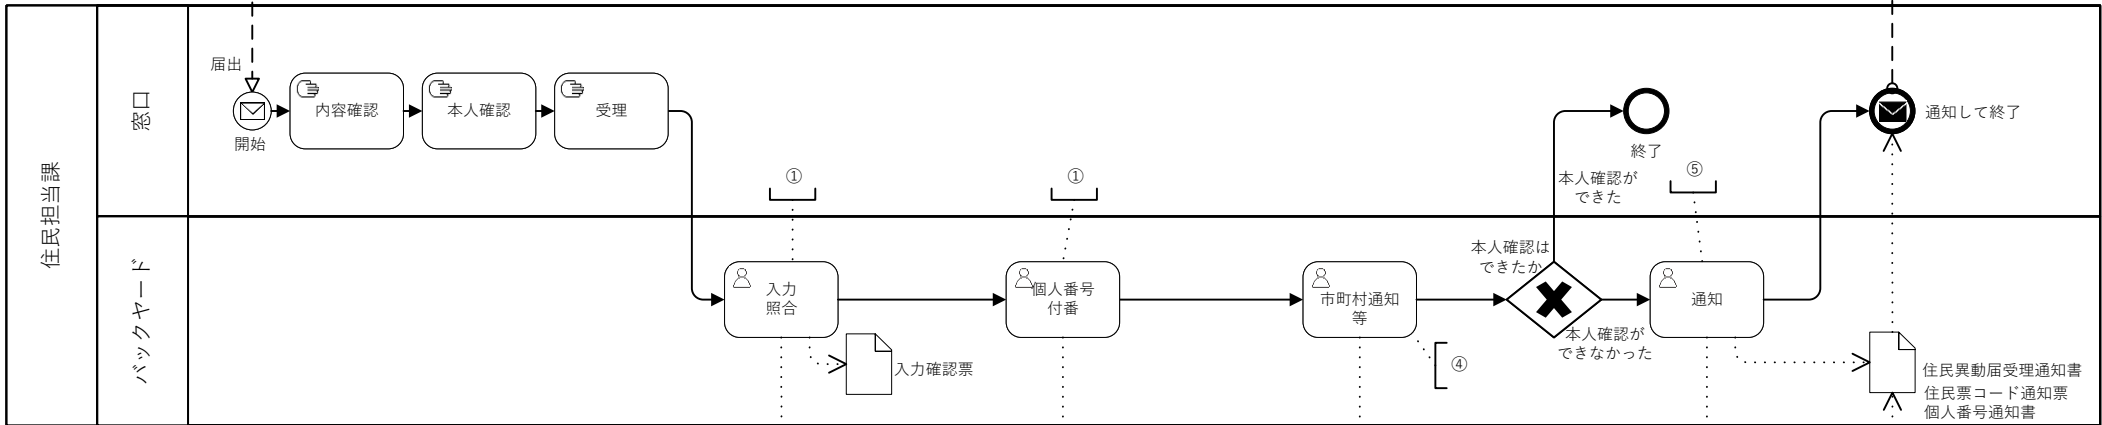 住民担当課
窓口
届出
開始
内容確認
本人確認
受理
①
①
本人確認が
できた
終了
⑤
通知して終了
バックヤード
入力
照合
入力確認票
個人番号
付番
市町村通知
等
④
本人確認は
できたか
本人確認が
できなかった
通知
住民異動届受理通知書
住民票コード通知票
個人番号通知書